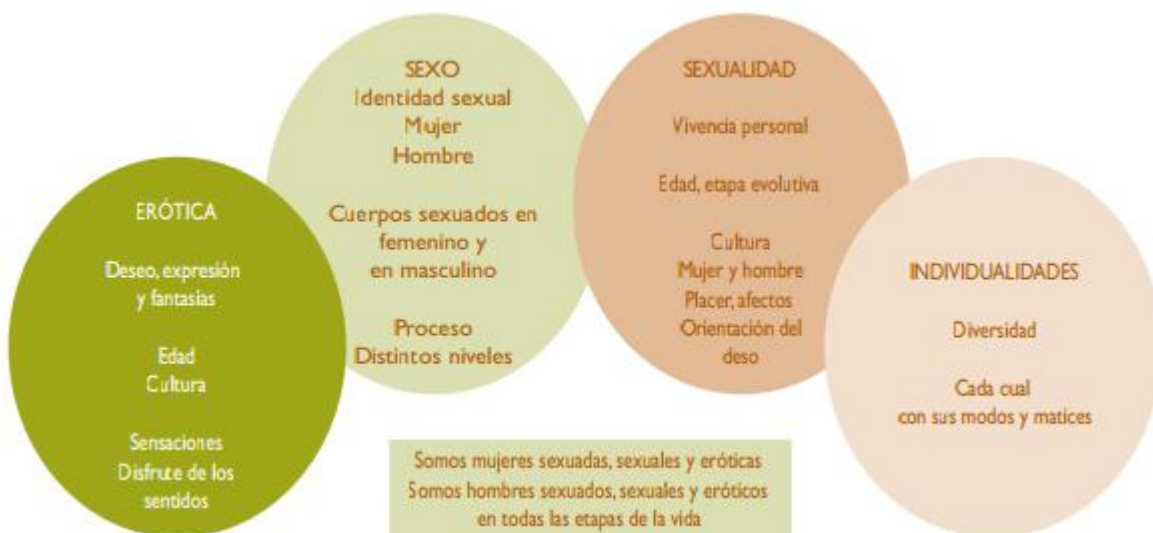 ERÓTICA
Deseo, expresión
y fantasías
Edad
Cultura
Sensaciones
Disfrute de los
sentidos
SEXO
Identidad sexual
Mujer
Hombre
Cuerpos sexuados en
femenino y
en masculino
Proceso
Distintos niveles
SEXUALIDAD
Vivencia personal
Edad, etapa evolutiva
Cultura
Mujer y hombre
Placer, afectos
Orientación del
deso
INDIVIDUALIDADES
Diversidad
Cada cual
con sus modos y matices
Somos mujeres sexuadas, sexuales y eróticas
Somos hombres sexuados, sexuales y eróticos
en todas las etapas de la vida